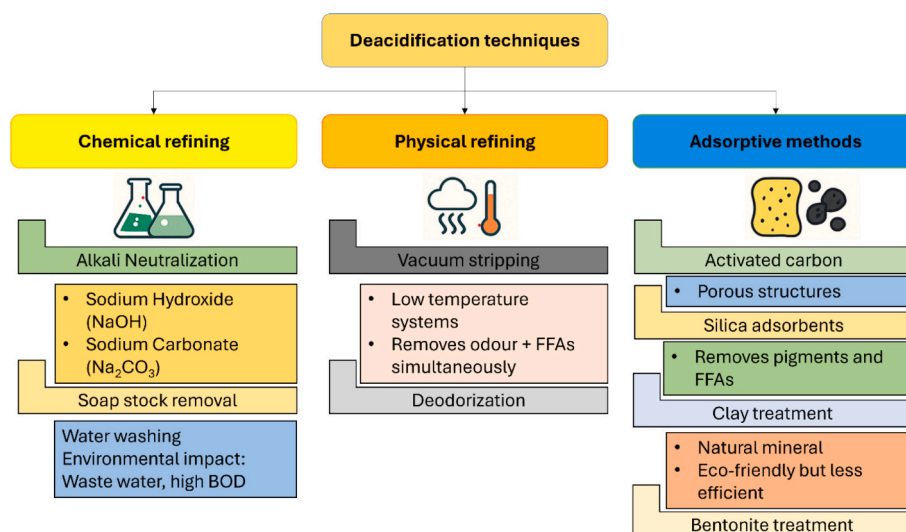 Deacidification techniques
Chemical refining
Alkali Neutralization
• Sodium Hydroxide
(NaOH)
• Sodium Carbonate
(Na₂CO₃)
Soap stock removal
Water washing
Environmental impact:
Waste water, high BOD
Physical refining
Vacuum stripping
• Low temperature
systems
• Removes odour + FFAs
simultaneously
Deodorization
Adsorptive methods
Activated carbon
• Porous structures
Silica adsorbents
• Removes pigments and
FFAs
Clay treatment
• Natural mineral
• Eco-friendly but less
efficient
Bentonite treatment